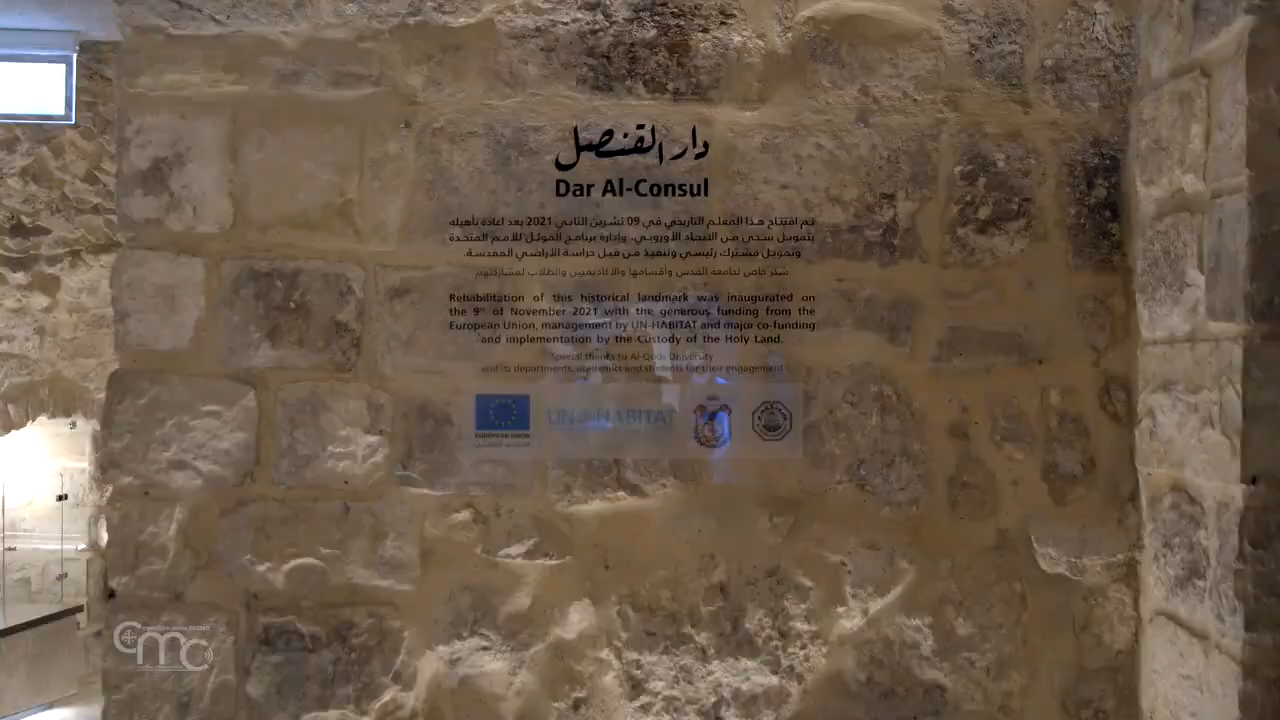 دار القنصل
Dar Al-Consul
تم افتتاح هذا المعلم التاريخي في 09 تشرين الثاني 2021 بعد اعادة تأهيله
بتمويل سخي من الاتحاد الأوروبي، وإدارة برنامج الموئل للأمم المتحدة
وتمويل مشترك رئيسي وتنفيذ من قبل حراسة الأراضي المقدسة.
شكر خاص لجامعة القدس وأقسامها والأكاديميين والطلاب لمشاركتهم
Rehabilitation of this historical landmark was inaugurated on
the 9th of November 2021 with the generous funding from the
European Union, management by UN-HABITAT and major co-funding
and implementation by the Custody of the Holy Land.
Special thanks to Al-Quds University
and its departments, academics and students for their engagement
UN-HABITAT
EUROPEAN UNION
CMC